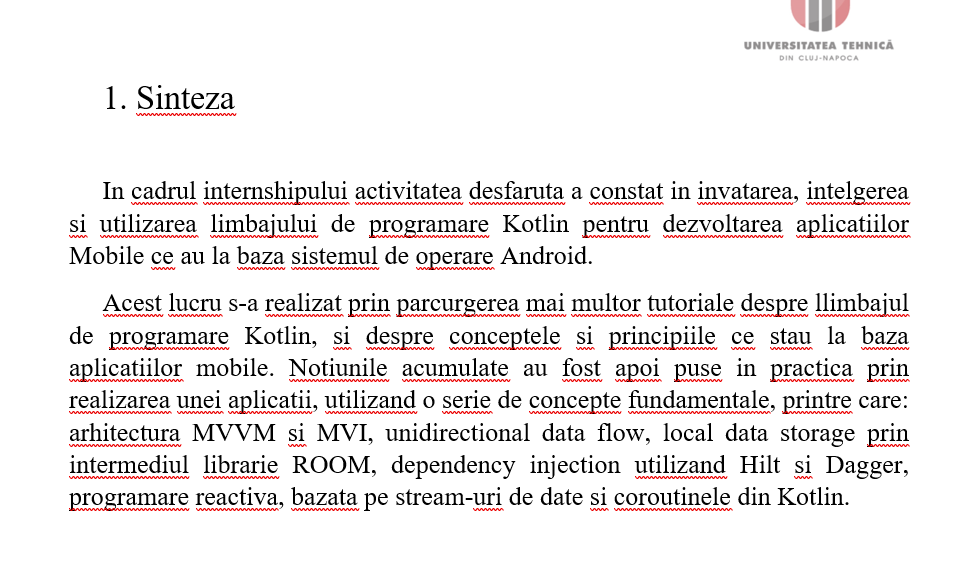 UNIVERSITATEA TEHNICĂ
DIN CLUJ-NAPOCA
1. Sinteza
In cadrul internshipului activitatea desfaruta a constat in invatarea, intelgerea
si utilizarea limbajului de programare Kotlin pentru dezvoltarea aplicatiilor
Mobile ce au la baza sistemul de operare Android.
Acest lucru s-a realizat prin parcurgerea mai multor tutoriale despre llimbajul
de programare Kotlin, si despre conceptele si principiile ce stau la baza
aplicatiilor mobile. Notiunile acumulate au fost apoi puse in practica prin
realizarea unei aplicatii, utilizand o serie de concepte fundamentale, printre care:
arhitectura MVVM si MVI, unidirectional data flow, local data storage prin
intermediul librarie ROOM, dependency injection utilizand Hilt si Dagger,
programare reactiva, bazata pe stream-uri de date si coroutinele din Kotlin.